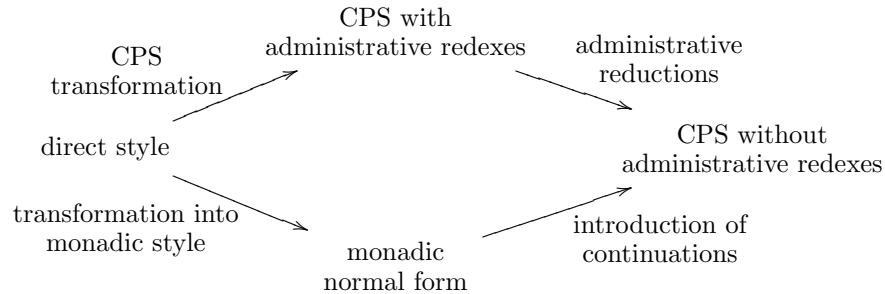 CPS with
administrative redexes
CPS
transformation
administrative
reductions
direct style
CPS without
administrative redexes
transformation into
monadic style
introduction of
continuations
monadic
normal form